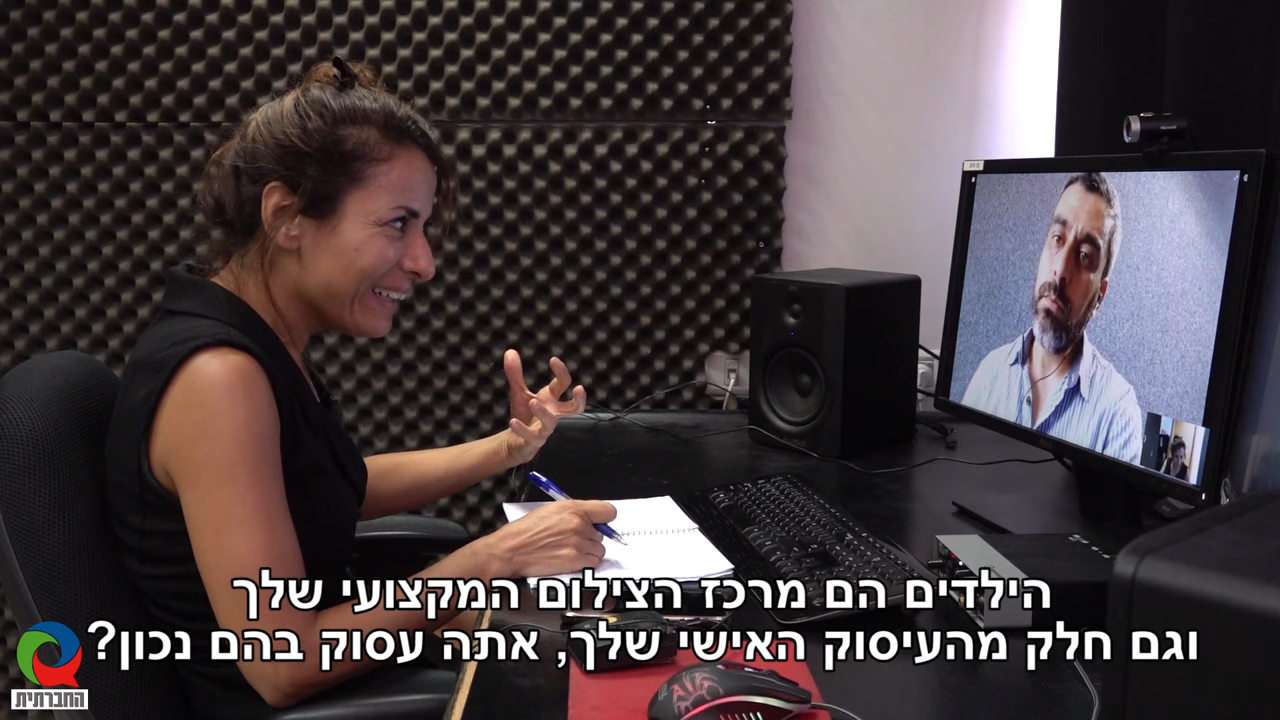 הילדים הם מרכז הצילום המקצועי שלך
וגם חלק מהעיסוק האישי שלך, אתה עסוק בהם נכון?
החברתית